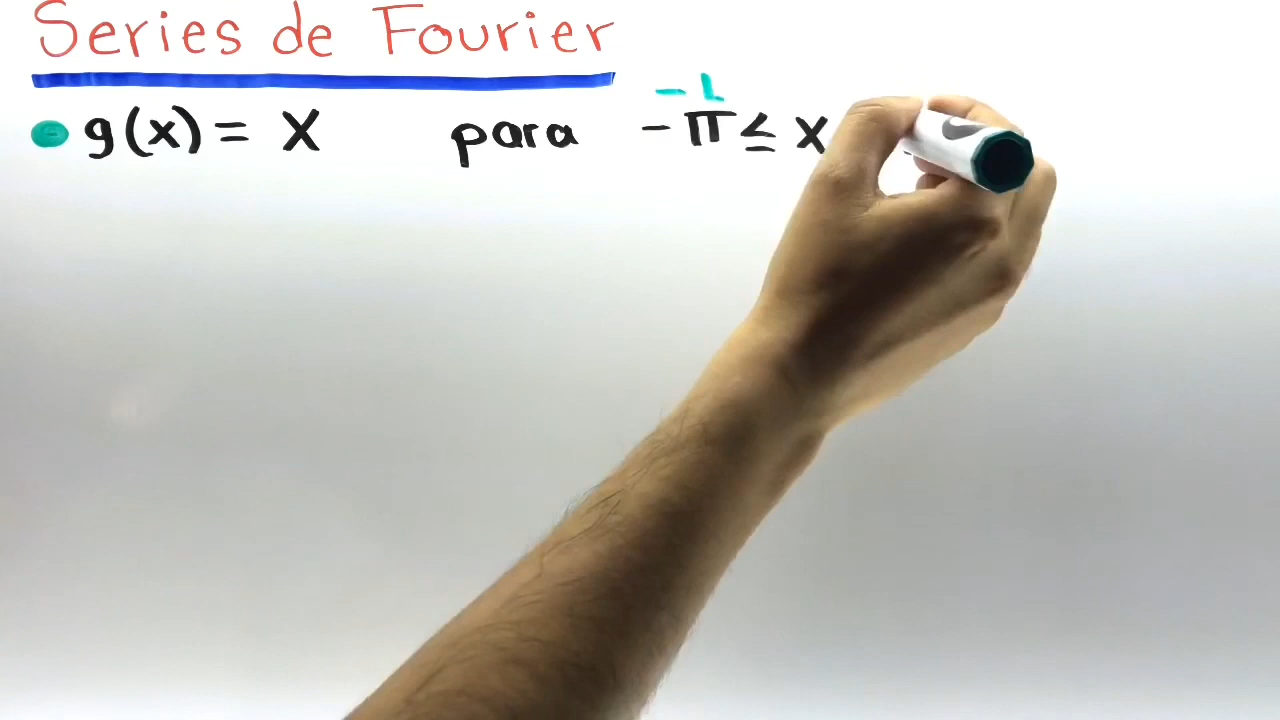 Series de Fourier
-L
g(x) = X para -π ≤ X